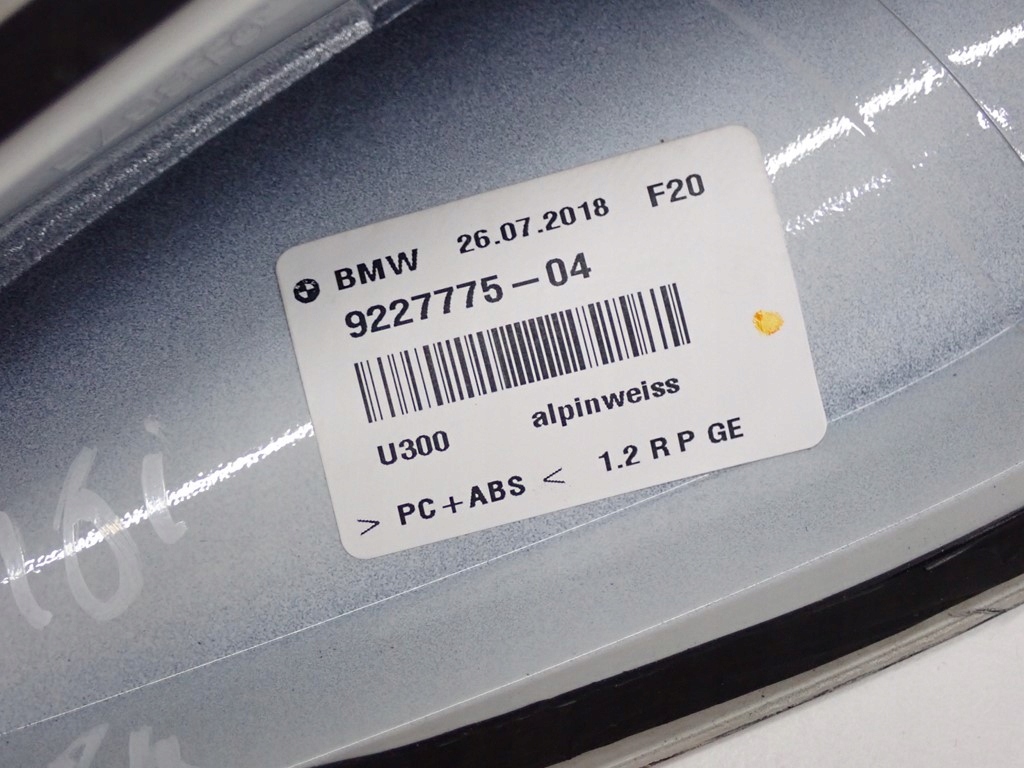 BMW 26.07.2018 F20
9227775-04
U300 alpinweiss
> PC+ABS < 1.2 R P GE